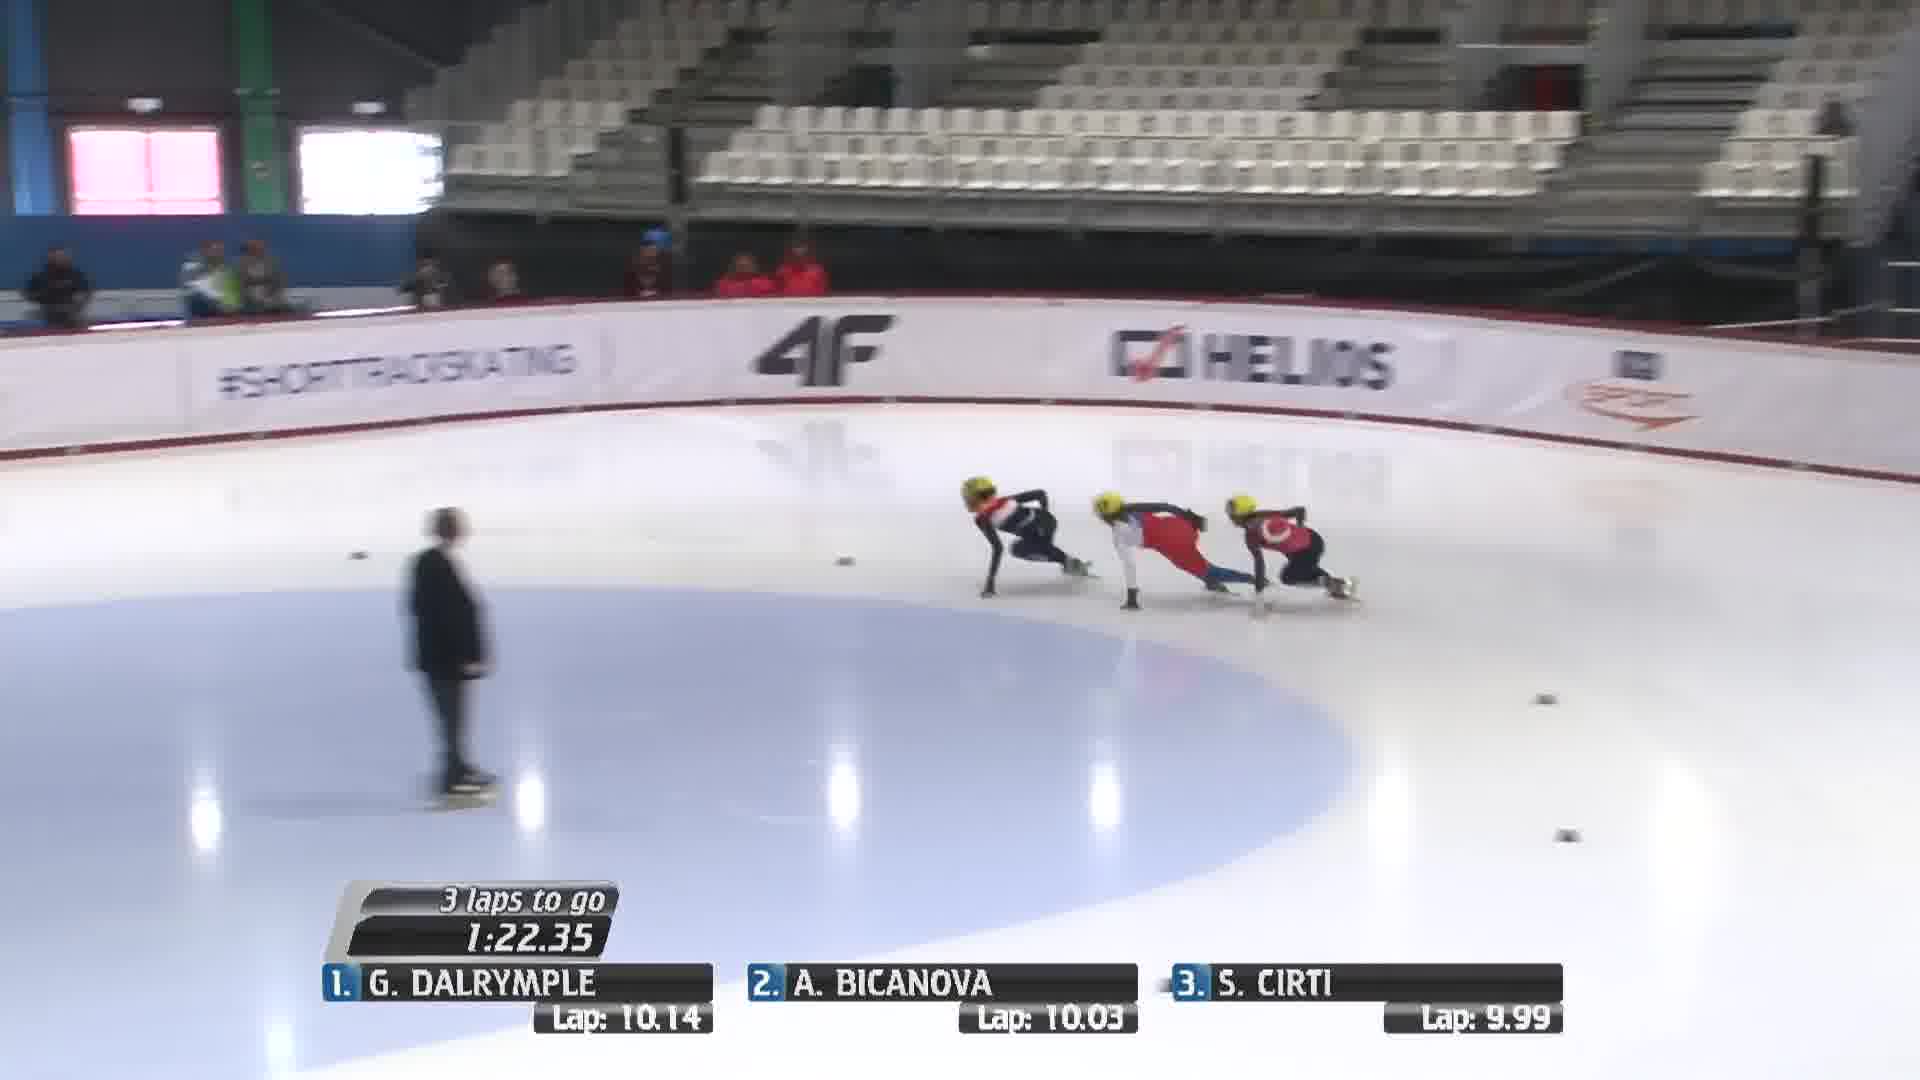 #SHORTTRACKSKATING
4F
HELIOS
SPORT
3 laps to go
1:22.35
1. G. DALRYMPLE
Lap: 10.14
2. A. BICANOVA
Lap: 10.03
3. S. CIRTI
Lap: 9.99